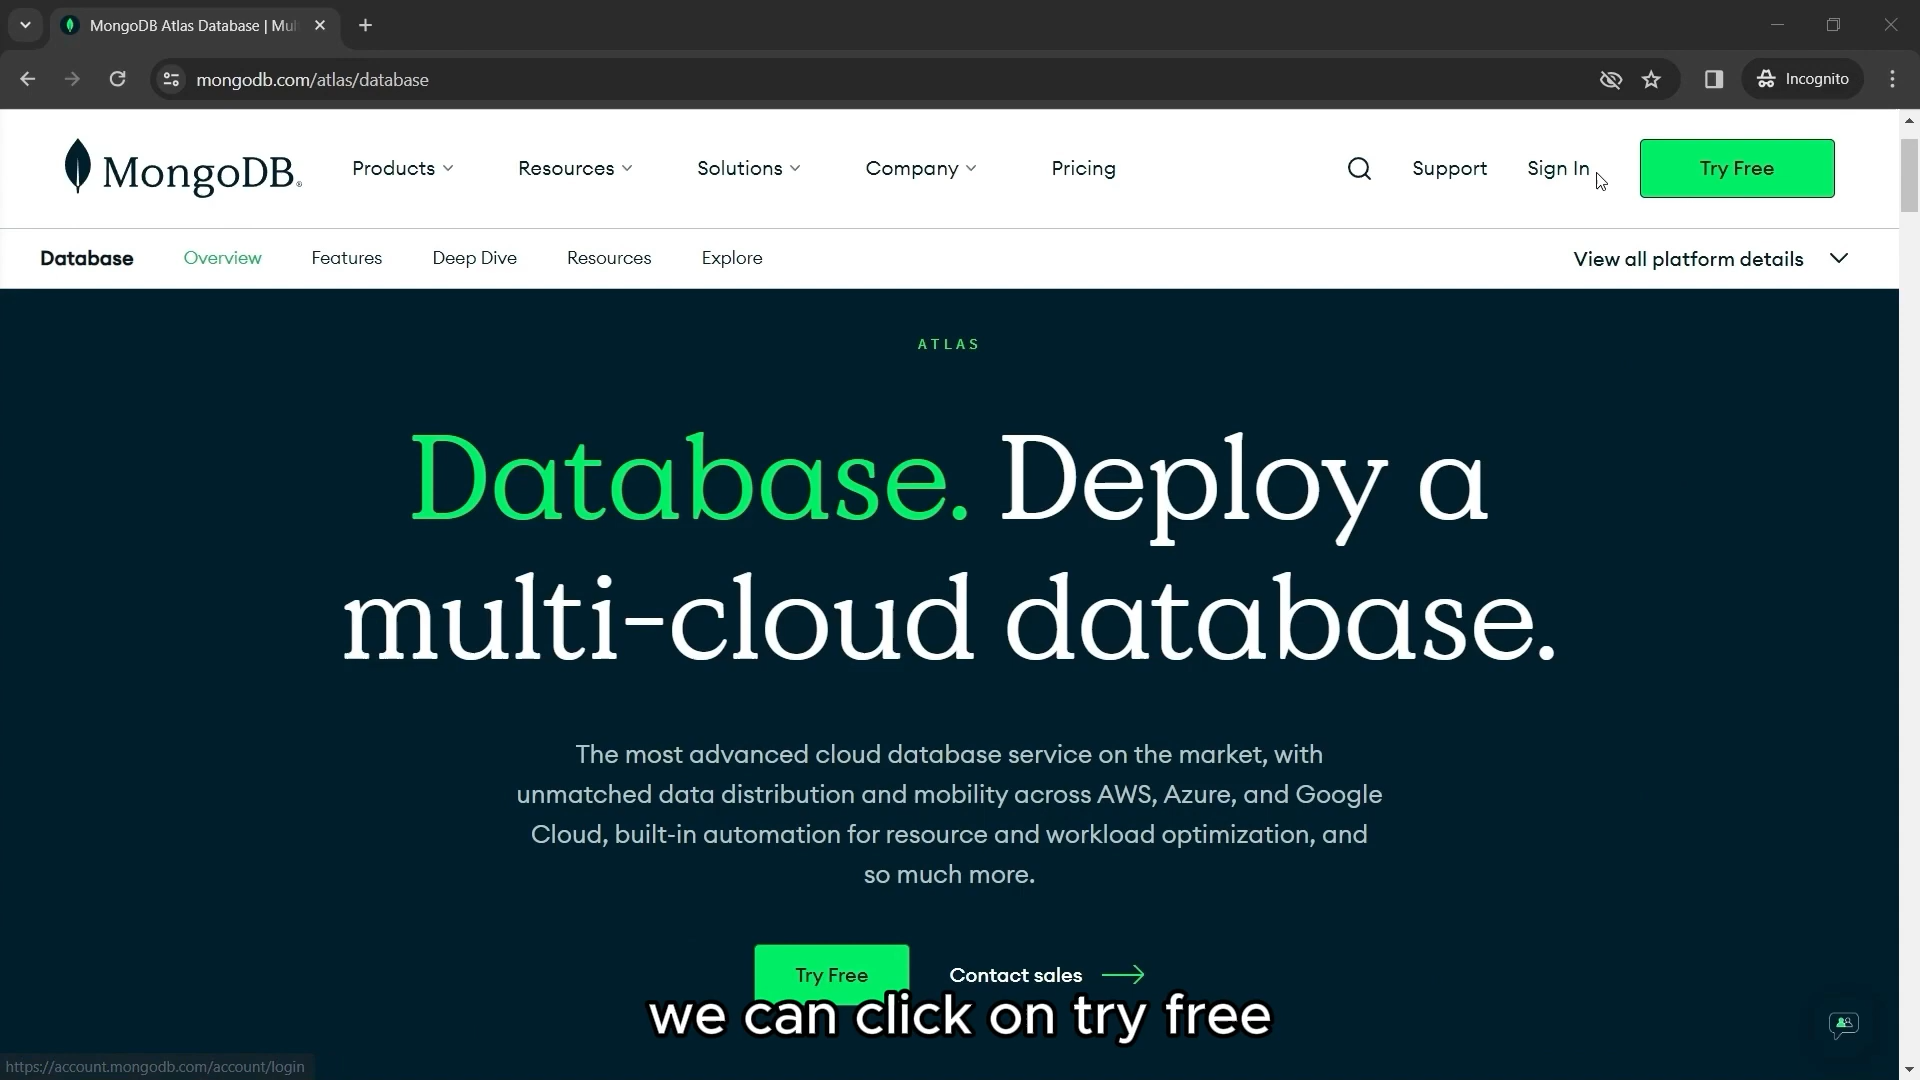 MongoDB Atlas Database | Mul
mongodb.com/atlas/database
Incognito
MongoDB®
Products
Resources
Solutions
Company
Pricing
Support
Sign In
Try Free
Database
Overview
Features
Deep Dive
Resources
Explore
View all platform details
ATLAS
Database. Deploy a
multi-cloud database.
The most advanced cloud database service on the market, with
unmatched data distribution and mobility across AWS, Azure, and Google
Cloud, built-in automation for resource and workload optimization, and
so much more.
Try Free
Contact sales
we can click on try free
https://account.mongodb.com/account/login